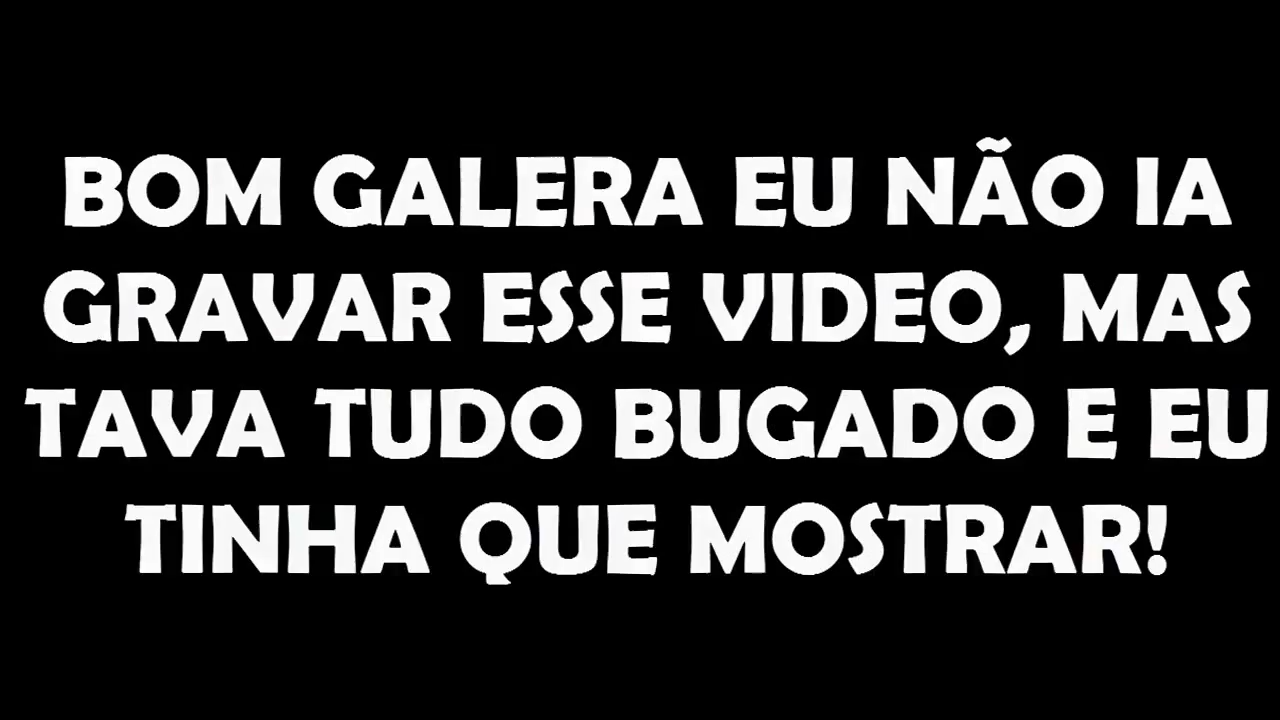 BOM GALERA EU NÃO IA
GRAVAR ESSE VIDEO, MAS
TAVA TUDO BUGADO E EU
TINHA QUE MOSTRAR!